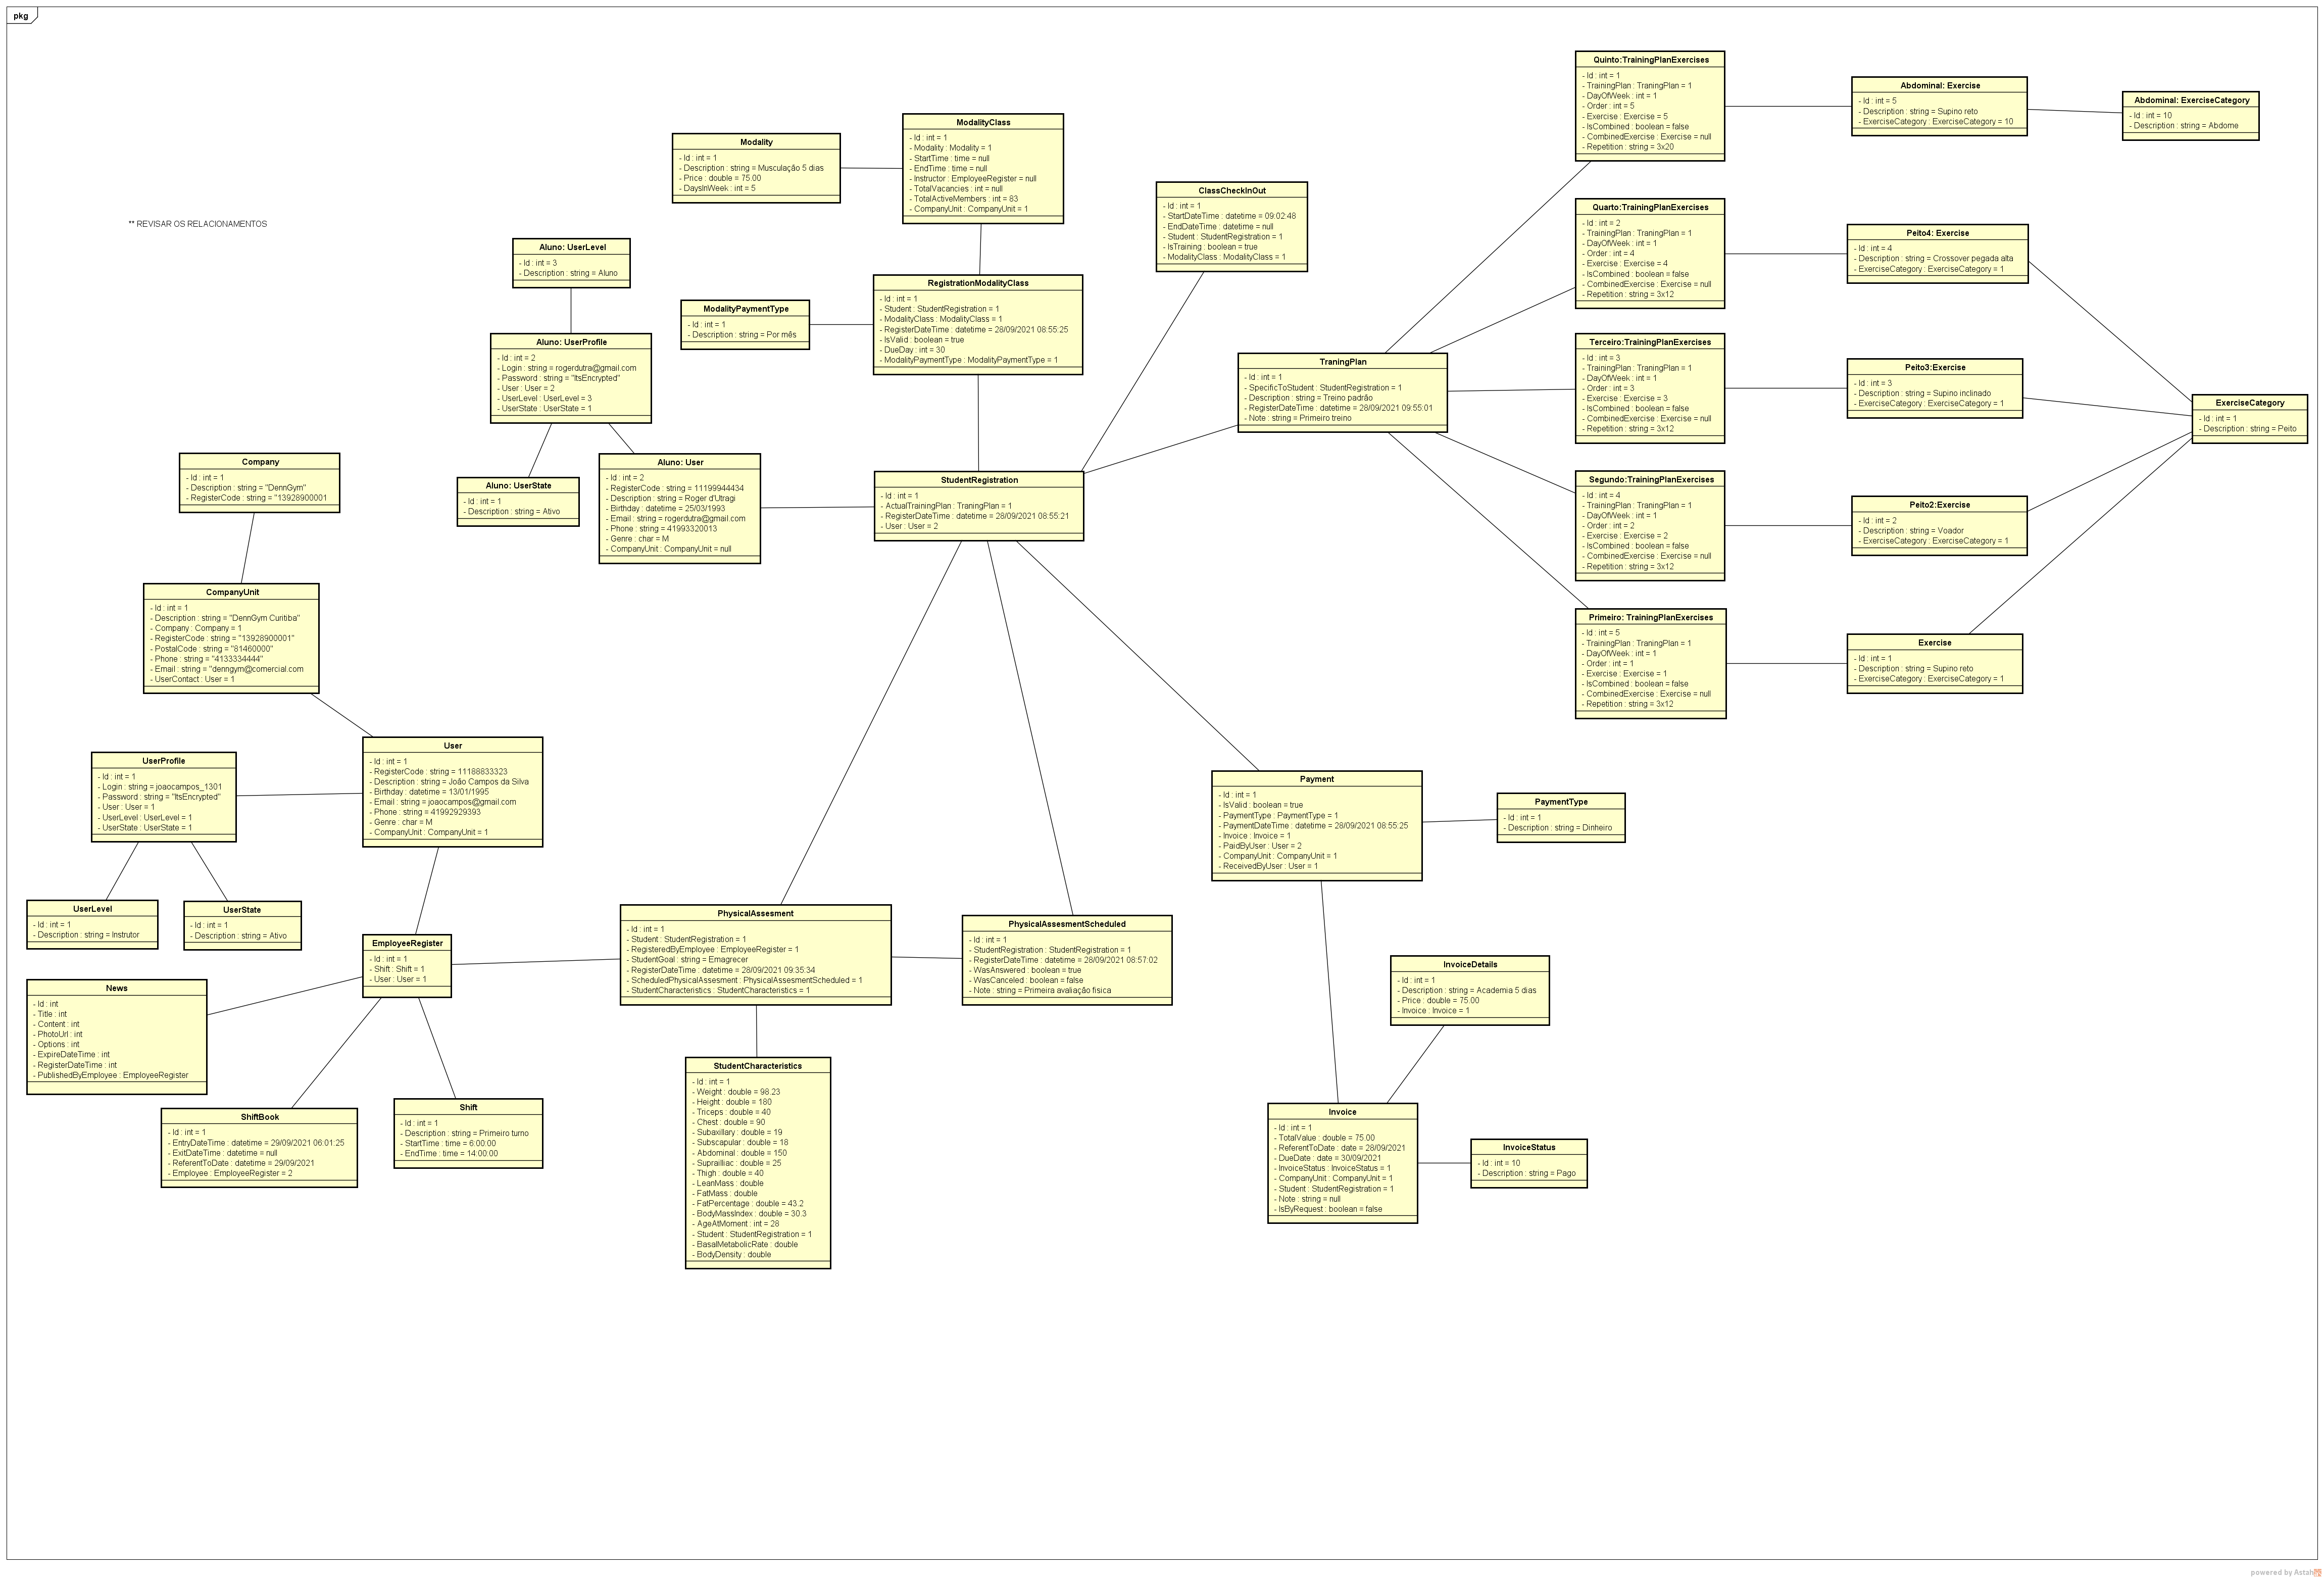 pkg
** REVISAR OS RELACIONAMENTOS
Modality
- Id : int = 1
- Description : string = Musculação 5 dias
- Price : double = 75.00
- DaysInWeek : int = 5
ModalityClass
- Id : int = 1
- Modality : Modality = 1
- StartTime : time = null
- EndTime : time = null
- Instructor : EmployeeRegister = null
- TotalVacancies : int = null
- TotalActiveMembers : int = 83
- CompanyUnit : CompanyUnit = 1
ClassCheckInOut
- Id : int = 1
- StartDateTime : datetime = 09:02:48
- EndDateTime : datetime = null
- Student : StudentRegistration = 1
- IsTraining : boolean = true
- ModalityClass : ModalityClass = 1
Aluno: UserLevel
- Id : int = 3
- Description : string = Aluno
ModalityPaymentType
- Id : int = 1
- Description : string = Por mês
RegistrationModalityClass
- Id : int = 1
- Student : StudentRegistration = 1
- ModalityClass : ModalityClass = 1
- RegisterDateTime : datetime = 28/09/2021 08:55:25
- IsValid : boolean = true
- DueDay : int = 30
- ModalityPaymentType : ModalityPaymentType = 1
Aluno: UserProfile
- Id : int = 2
- Login : string = rogerdutra@gmail.com
- Password : string = "ItsEncrypted"
- User : User = 2
- UserLevel : UserLevel = 3
- UserState : UserState = 1
Aluno: UserState
- Id : int = 1
- Description : string = Ativo
Aluno: User
- Id : int = 2
- RegisterCode : string = 11199944434
- Description : string = Roger d'Utragi
- Birthday : datetime = 25/03/1993
- Email : string = rogerdutra@gmail.com
- Phone : string = 41993320013
- Genre : char = M
- CompanyUnit : CompanyUnit = null
StudentRegistration
- Id : int = 1
- ActualTrainingPlan : TraningPlan = 1
- RegisterDateTime : datetime = 28/09/2021 08:55:21
- User : User = 2
TraningPlan
- Id : int = 1
- SpecificToStudent : StudentRegistration = 1
- Description : string = Treino padrão
- RegisterDateTime : datetime = 28/09/2021 09:55:01
- Note : string = Primeiro treino
Quinto:TrainingPlanExercises
- Id : int = 1
- TrainingPlan : TraningPlan = 1
- DayOfWeek : int = 1
- Order : int = 5
- Exercise : Exercise = 5
- IsCombined : boolean = false
- CombinedExercise : Exercise = null
- Repetition : string = 3x20
Abdominal: Exercise
- Id : int = 5
- Description : string = Supino reto
- ExerciseCategory : ExerciseCategory = 10
Abdominal: ExerciseCategory
- Id : int = 10
- Description : string = Abdome
Quarto:TrainingPlanExercises
- Id : int = 2
- TrainingPlan : TraningPlan = 1
- DayOfWeek : int = 1
- Order : int = 4
- Exercise : Exercise = 4
- IsCombined : boolean = false
- CombinedExercise : Exercise = null
- Repetition : string = 3x12
Peito4: Exercise
- Id : int = 4
- Description : string = Crossover pegada alta
- ExerciseCategory : ExerciseCategory = 1
Terceiro:TrainingPlanExercises
- Id : int = 3
- TrainingPlan : TraningPlan = 1
- DayOfWeek : int = 1
- Order : int = 3
- Exercise : Exercise = 3
- IsCombined : boolean = false
- CombinedExercise : Exercise = null
- Repetition : string = 3x12
Peito3:Exercise
- Id : int = 3
- Description : string = Supino inclinado
- ExerciseCategory : ExerciseCategory = 1
ExerciseCategory
- Id : int = 1
- Description : string = Peito
Segundo:TrainingPlanExercises
- Id : int = 4
- TrainingPlan : TraningPlan = 1
- DayOfWeek : int = 1
- Order : int = 2
- Exercise : Exercise = 2
- IsCombined : boolean = false
- CombinedExercise : Exercise = null
- Repetition : string = 3x12
Peito2:Exercise
- Id : int = 2
- Description : string = Voador
- ExerciseCategory : ExerciseCategory = 1
Primeiro: TrainingPlanExercises
- Id : int = 5
- TrainingPlan : TraningPlan = 1
- DayOfWeek : int = 1
- Order : int = 1
- Exercise : Exercise = 1
- IsCombined : boolean = false
- CombinedExercise : Exercise = null
- Repetition : string = 3x12
Exercise
- Id : int = 1
- Description : string = Supino reto
- ExerciseCategory : ExerciseCategory = 1
Company
- Id : int = 1
- Description : string = "DennGym"
- RegisterCode : string = "13928900001
CompanyUnit
- Id : int = 1
- Description : string = "DennGym Curitiba"
- Company : Company = 1
- RegisterCode : string = "13928900001"
- PostalCode : string = "81460000"
- Phone : string = "4133334444"
- Email : string = "denngym@comercial.com
- UserContact : User = 1
User
- Id : int = 1
- RegisterCode : string = 11188833323
- Description : string = João Campos da Silva
- Birthday : datetime = 13/01/1995
- Email : string = joaocampos@gmail.com
- Phone : string = 41992929393
- Genre : char = M
- CompanyUnit : CompanyUnit = 1
UserProfile
- Id : int = 1
- Login : string = joaocampos_1301
- Password : string = "ItsEncrypted"
- User : User = 1
- UserLevel : UserLevel = 1
- UserState : UserState = 1
UserLevel
- Id : int = 1
- Description : string = Instrutor
UserState
- Id : int = 1
- Description : string = Ativo
EmployeeRegister
- Id : int = 1
- Shift : Shift = 1
- User : User = 1
News
- Id : int
- Title : int
- Content : int
- PhotoUrl : int
- Options : int
- ExpireDateTime : int
- RegisterDateTime : int
- PublishedByEmployee : EmployeeRegister
ShiftBook
- Id : int = 1
- EntryDateTime : datetime = 29/09/2021 06:01:25
- ExitDateTime : datetime = null
- ReferentToDate : datetime = 29/09/2021
- Employee : EmployeeRegister = 2
Shift
- Id : int = 1
- Description : string = Primeiro turno
- StartTime : time = 6:00:00
- EndTime : time = 14:00:00
PhysicalAssesment
- Id : int = 1
- Student : StudentRegistration = 1
- RegisteredByEmployee : EmployeeRegister = 1
- StudentGoal : string = Emagrecer
- RegisterDateTime : datetime = 28/09/2021 09:35:34
- ScheduledPhysicalAssesment : PhysicalAssesmentScheduled = 1
- StudentCharacteristics : StudentCharacteristics = 1
PhysicalAssesmentScheduled
- Id : int = 1
- StudentRegistration : StudentRegistration = 1
- RegisterDateTime : datetime = 28/09/2021 08:57:02
- WasAnswered : boolean = true
- WasCanceled : boolean = false
- Note : string = Primeira avaliação fisica
StudentCharacteristics
- Id : int = 1
- Weight : double = 98.23
- Height : double = 180
- Triceps : double = 40
- Chest : double = 90
- Subaxillary : double = 19
- Subscapular : double = 18
- Abdominal : double = 150
- Suprailliac : double = 25
- Thigh : double = 40
- LeanMass : double
- FatMass : double
- FatPercentage : double = 43.2
- BodyMassIndex : double = 30.3
- AgeAtMoment : int = 28
- Student : StudentRegistration = 1
- BasalMetabolicRate : double
- BodyDensity : double
Payment
- Id : int = 1
- IsValid : boolean = true
- PaymentType : PaymentType = 1
- PaymentDateTime : datetime = 28/09/2021 08:55:25
- Invoice : Invoice = 1
- PaidByUser : User = 2
- CompanyUnit : CompanyUnit = 1
- ReceivedByUser : User = 1
PaymentType
- Id : int = 1
- Description : string = Dinheiro
InvoiceDetails
- Id : int = 1
- Description : string = Academia 5 dias
- Price : double = 75.00
- Invoice : Invoice = 1
Invoice
- Id : int = 1
- TotalValue : double = 75.00
- ReferentToDate : date = 28/09/2021
- DueDate : date = 30/09/2021
- InvoiceStatus : InvoiceStatus = 1
- CompanyUnit : CompanyUnit = 1
- Student : StudentRegistration = 1
- Note : string = null
- IsByRequest : boolean = false
InvoiceStatus
- Id : int = 10
- Description : string = Pago
powered by Astah